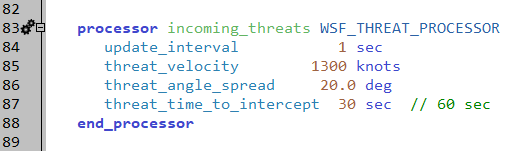 82
83 processor incoming_threats WSF_THREAT_PROCESSOR
84 update_interval 1 sec
85 threat_velocity 1300 knots
86 threat_angle_spread 20.0 deg
87 threat_time_to_intercept 30 sec // 60 sec
88 end_processor
89